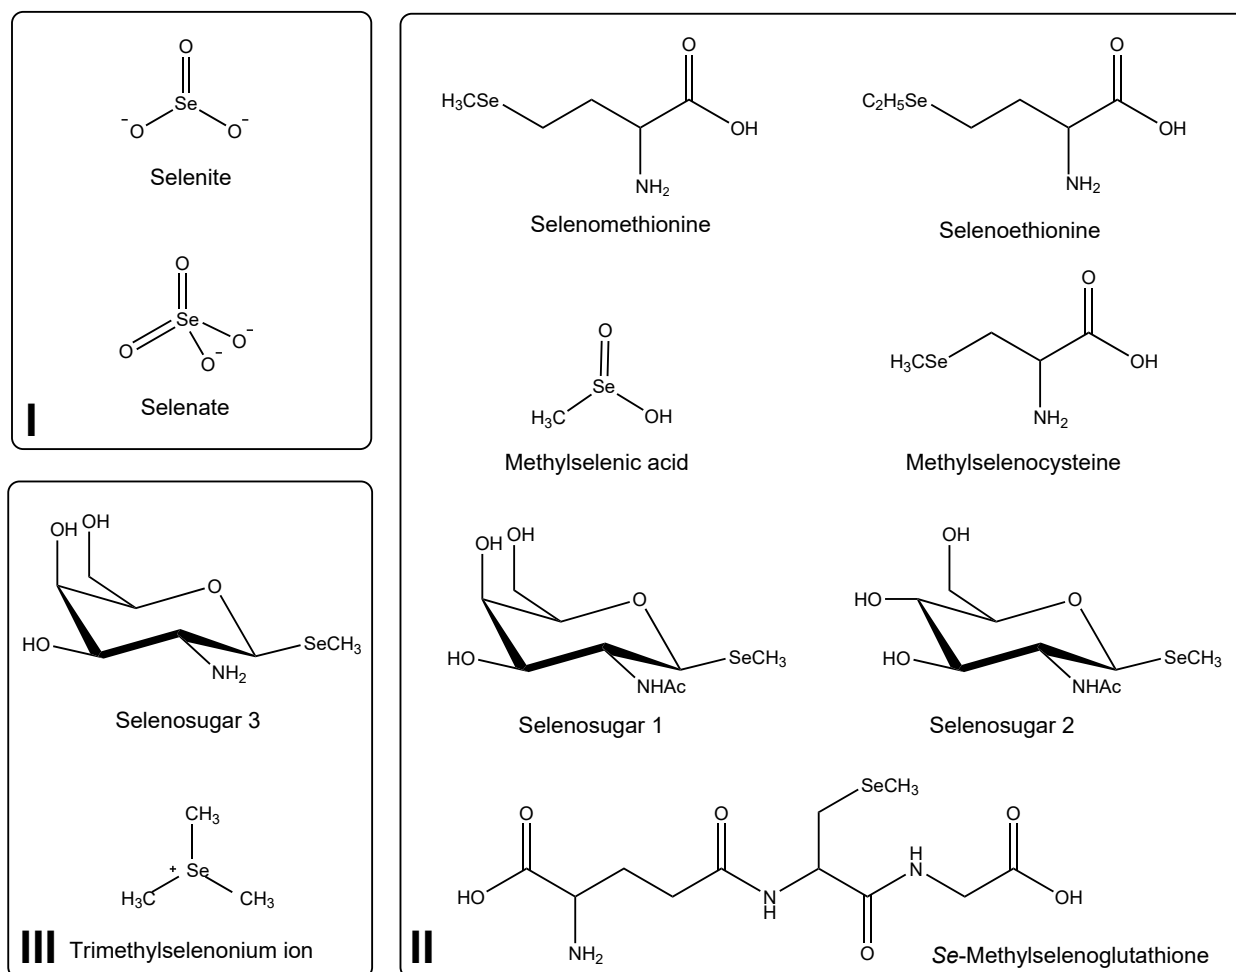 O
Se
⁻O
O⁻
Selenite
O
Se
O
O⁻
O⁻
Selenate
I
O
H₃CSe
OH
NH₂
Selenomethionine
O
C₂H₅Se
OH
NH₂
Selenoethionine
O
Se
H₃C
OH
Methylselenic acid
O
H₃CSe
OH
NH₂
Methylselenocysteine
OH OH
O
HO
SeCH₃
NH₂
Selenosugar 3
OH OH
O
HO
SeCH₃
NHAc
Selenosugar 1
OH
HO
O
HO
SeCH₃
NHAc
Selenosugar 2
CH₃
+
Se
H₃C
CH₃
III Trimethylselenonium ion
SeCH₃
O
O
O
H
N
HO
N
H
OH
NH₂
O
II
Se-Methylselenoglutathione